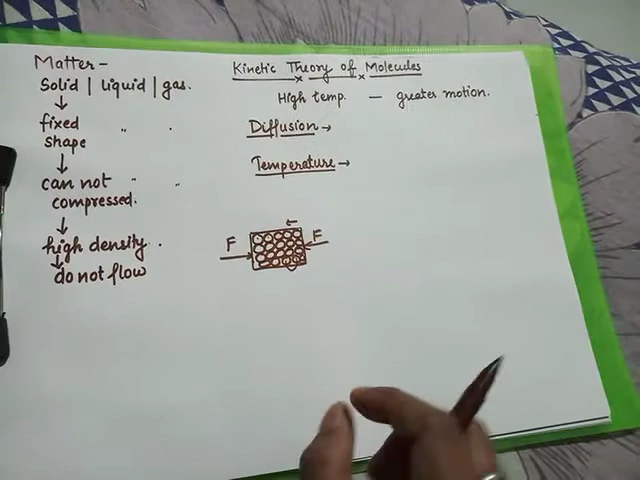 Matter -
Solid | liquid | gas.
fixed " .
shape
can not " "
compressed.
high density .
do not flow
Kinetic Theory of Molecules
High temp. — greater motion.
Diffusion →
Temperature →
F F